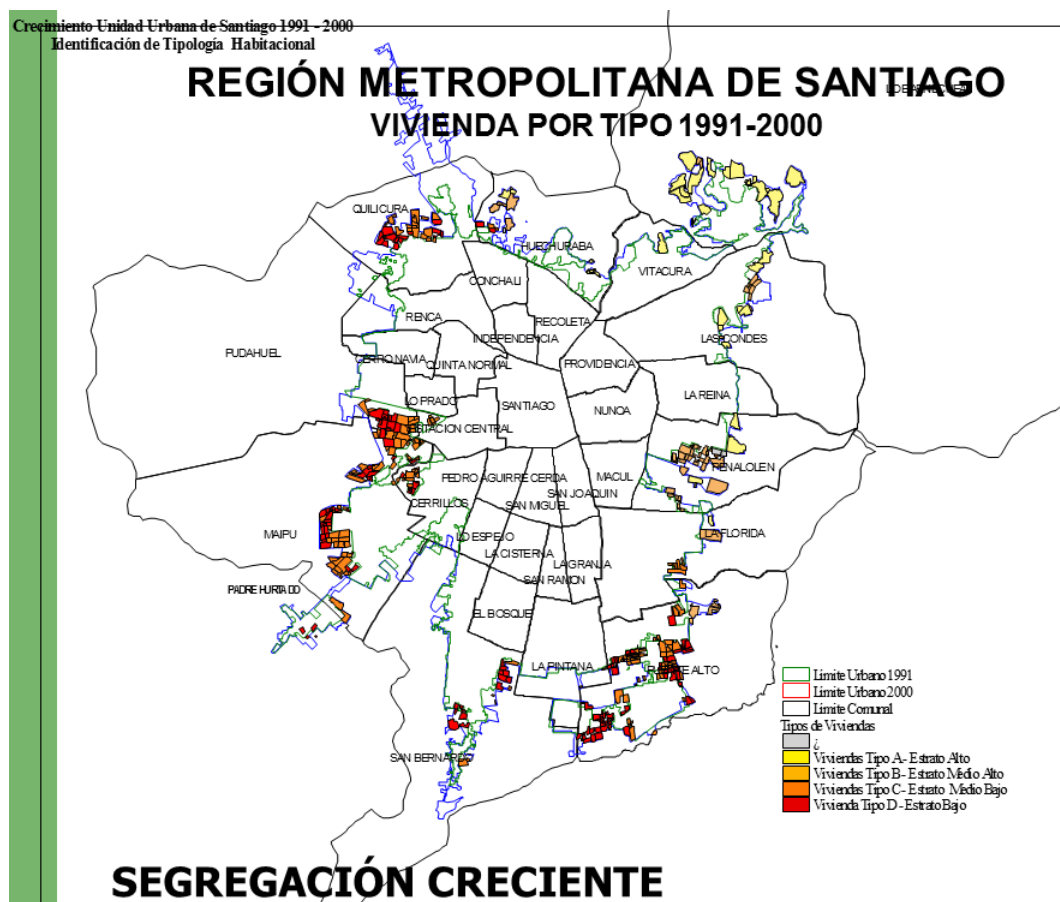 Crecimiento Unidad Urbana de Santiago 1991 - 2000
Identificación de Tipología Habitacional
REGIÓN METROPOLITANA DE SANTIAGO
VIVIENDA POR TIPO 1991-2000
LO BARNECHEA
QUILICURA
HUECHURABA
VITACURA
CONCHALI
RENCA
RECOLETA
INDEPENDENCIA
LAS CONDES
PUDAHUEL
CERRO NAVIA
QUINTA NORMAL
PROVIDENCIA
LA REINA
LO PRADO
SANTIAGO
NUNOA
ESTACION CENTRAL
PEÑALOLEN
PEDRO AGUIRRE CERDA
MACUL
SAN JOAQUIN
CERRILLOS
SAN MIGUEL
MAIPU
LO ESPEJO
LA FLORIDA
LA CISTERNA
LA GRANJA
SAN RAMON
PADRE HURTADO
EL BOSQUE
LA PINTANA
PUENTE ALTO
SAN BERNARDO
Limite Urbano 1991
Limite Urbano 2000
Limite Comunal
Tipos de Viviendas
¿
Viviendas Tipo A - Estrato Alto
Viviendas Tipo B - Estrato Medio Alto
Viviendas Tipo C - Estrato Medio Bajo
Vivienda Tipo D - Estrato Bajo
SEGREGACIÓN CRECIENTE